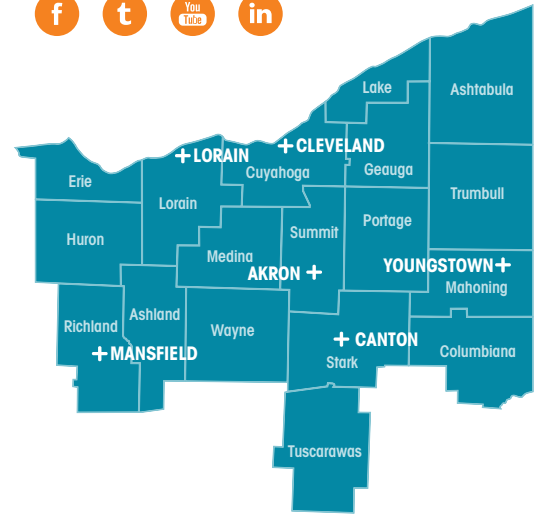 f
t
You
Tube
in
Lake
Ashtabula
+ CLEVELAND
+ LORAIN
Cuyahoga
Geauga
Erie
Trumbull
Lorain
Portage
Summit
Huron
Medina
YOUNGSTOWN +
AKRON +
Mahoning
Ashland
Richland
Wayne
+ CANTON
Columbiana
+ MANSFIELD
Stark
Tuscarawas